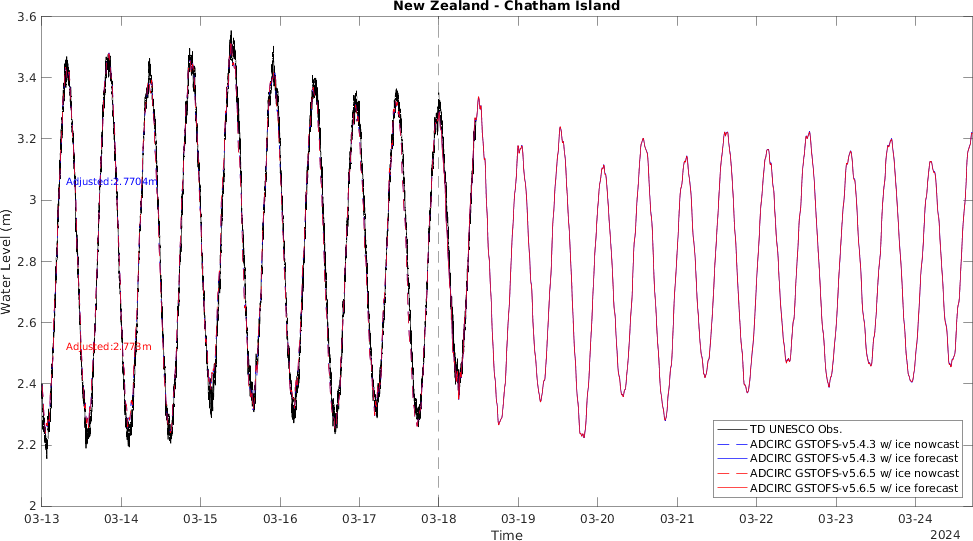 New Zealand - Chatham Island
3.6
3.4
3.2
3
2.8
2.6
2.4
2.2
2
Water Level (m)
Adjusted:2.7704m
Adjusted:2.773m
TD UNESCO Obs.
ADCIRC GSTOFS-v5.4.3 w/ ice nowcast
ADCIRC GSTOFS-v5.4.3 w/ ice forecast
ADCIRC GSTOFS-v5.6.5 w/ ice nowcast
ADCIRC GSTOFS-v5.6.5 w/ ice forecast
03-13 03-14 03-15 03-16 03-17 03-18 03-19 03-20 03-21 03-22 03-23 03-24
Time
2024